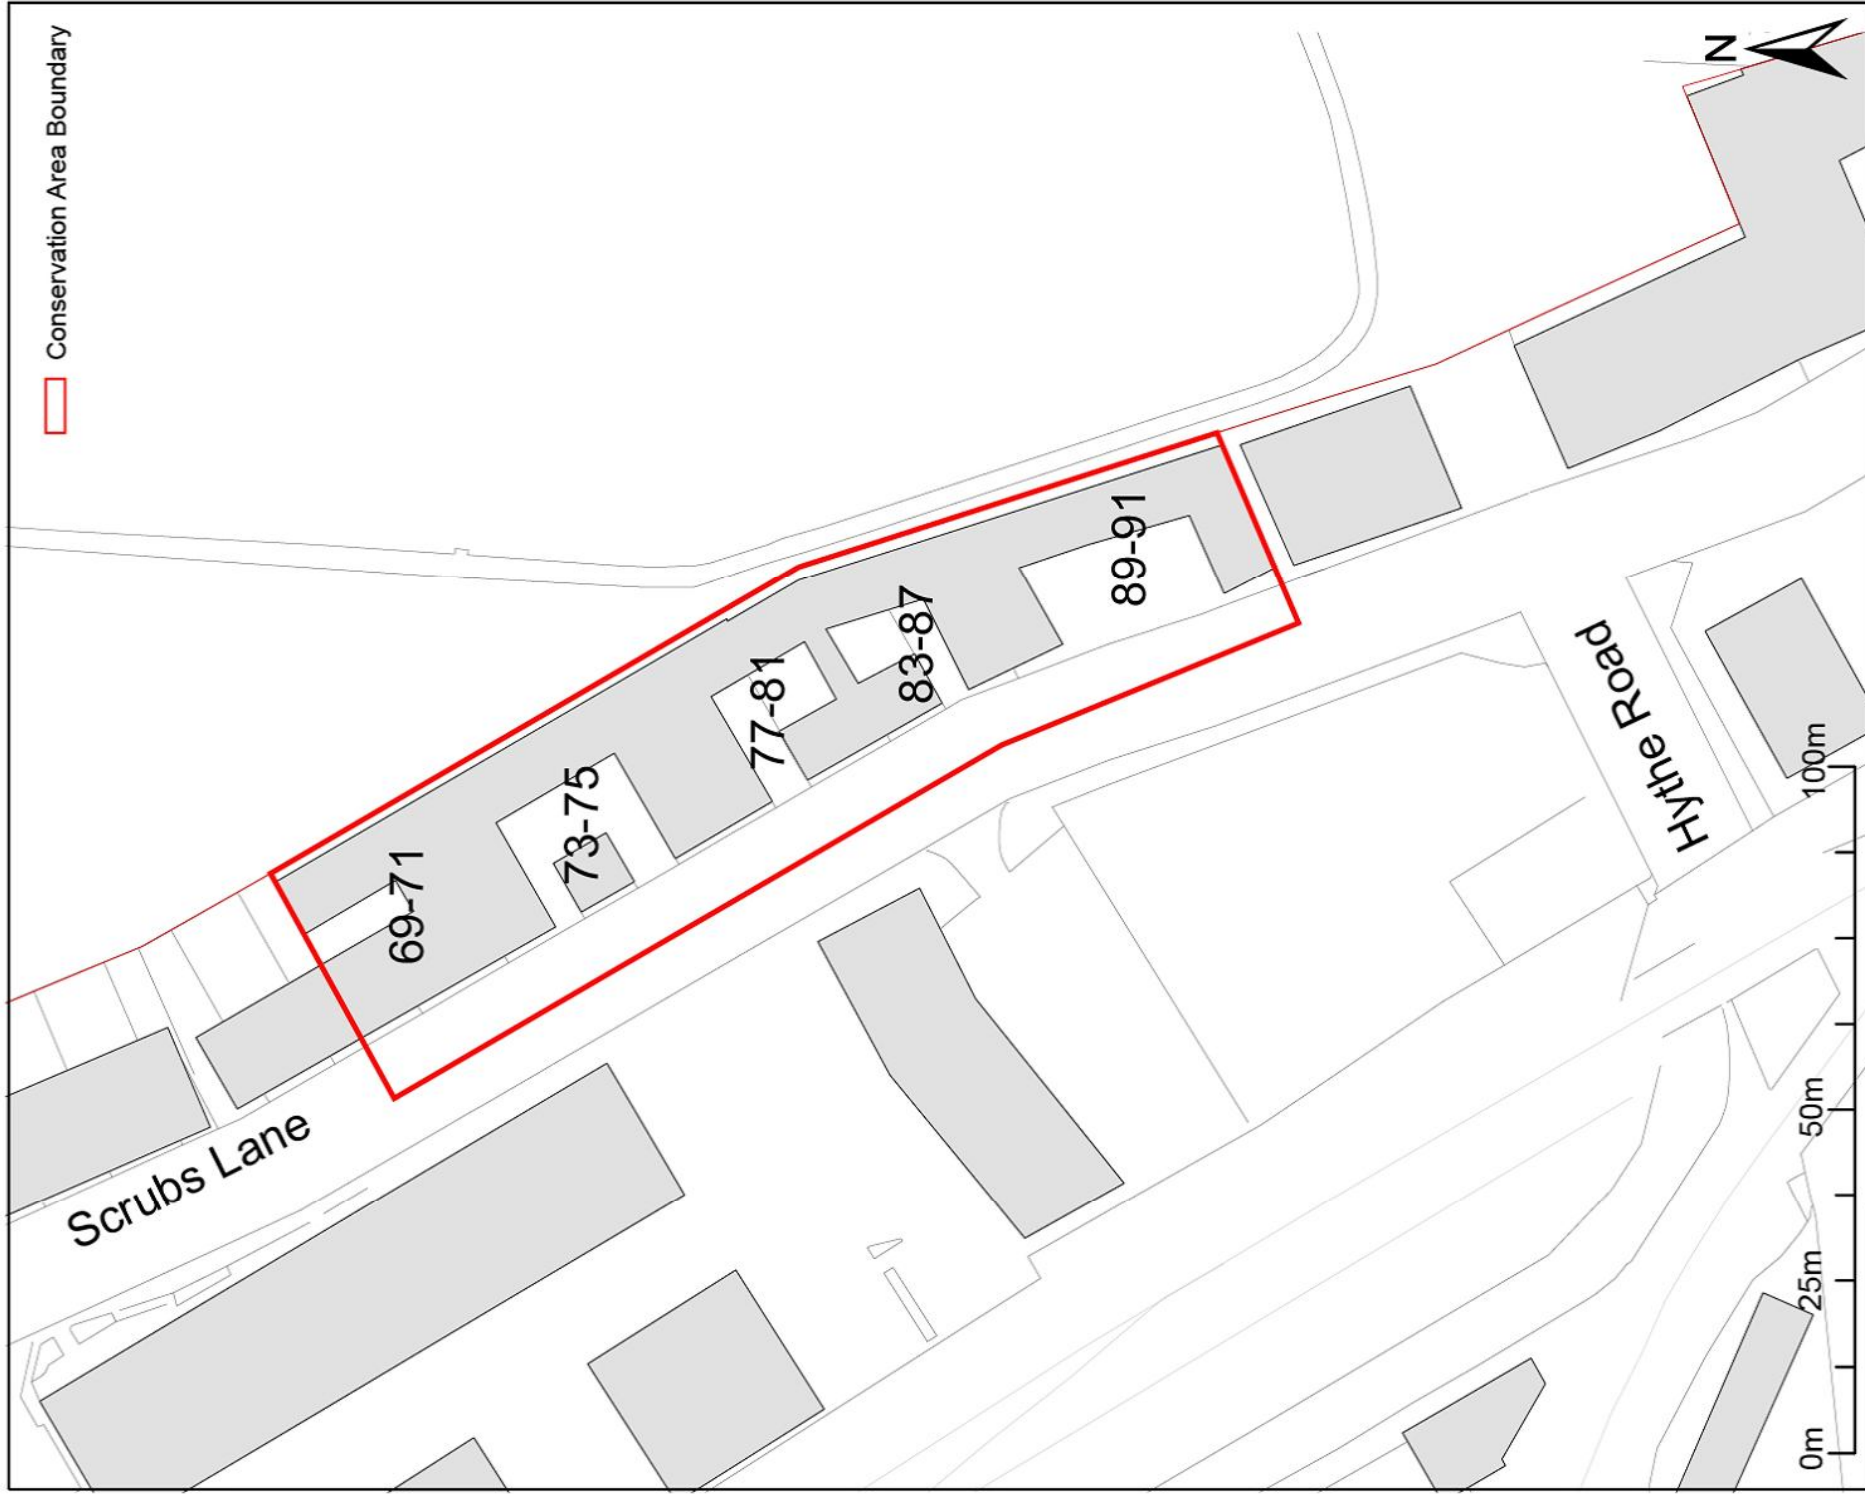 Conservation Area Boundary
N
69-71
73-75
77-81
83-87
89-91
Scrubs Lane
Hythe Road
0m
25m
50m
100m